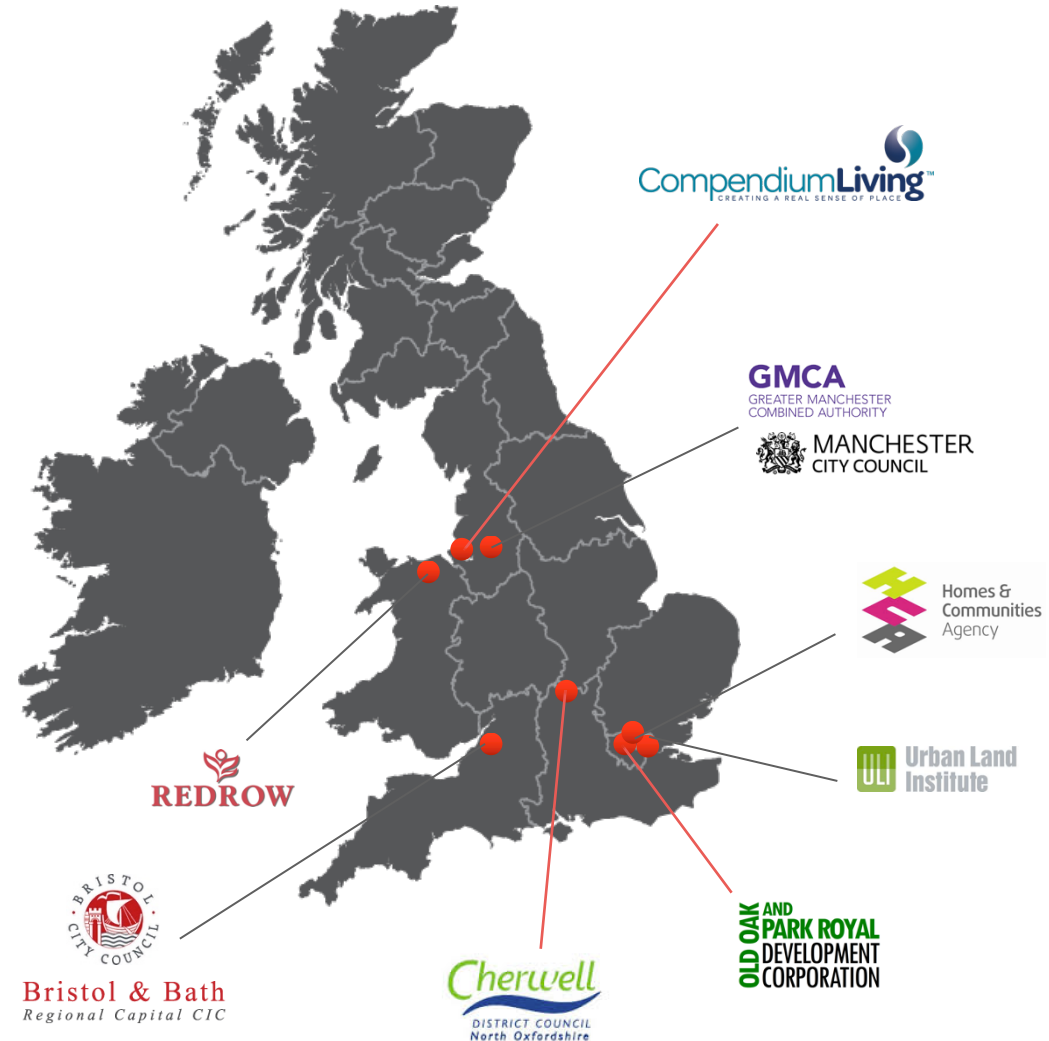 CompendiumLiving™
CREATING A REAL SENSE OF PLACE
GMCA
GREATER MANCHESTER
COMBINED AUTHORITY
MANCHESTER
CITY COUNCIL
HCA
Homes &
Communities
Agency
ULI
Urban Land
Institute
REDROW
BRISTOL
CITY COUNCIL
Bristol & Bath
Regional Capital CIC
Cherwell
DISTRICT COUNCIL
North Oxfordshire
OLD OAK
AND
PARK ROYAL
DEVELOPMENT
CORPORATION